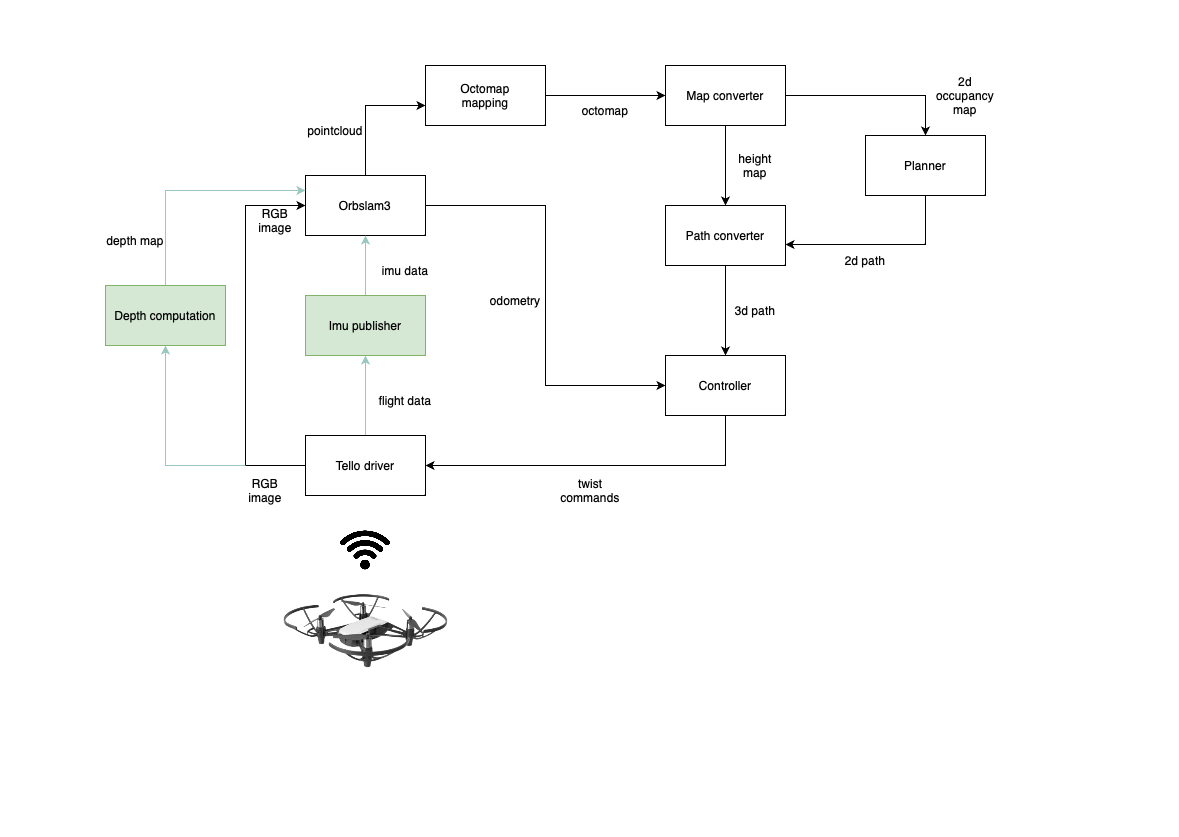 Octomap
mapping
octomap
Map converter
2d
occupancy
map
pointcloud
height
map
Planner
Orbslam3
RGB
image
Path converter
depth map
2d path
imu data
Depth computation
Imu publisher
odometry
3d path
flight data
Controller
Tello driver
RGB
image
twist
commands